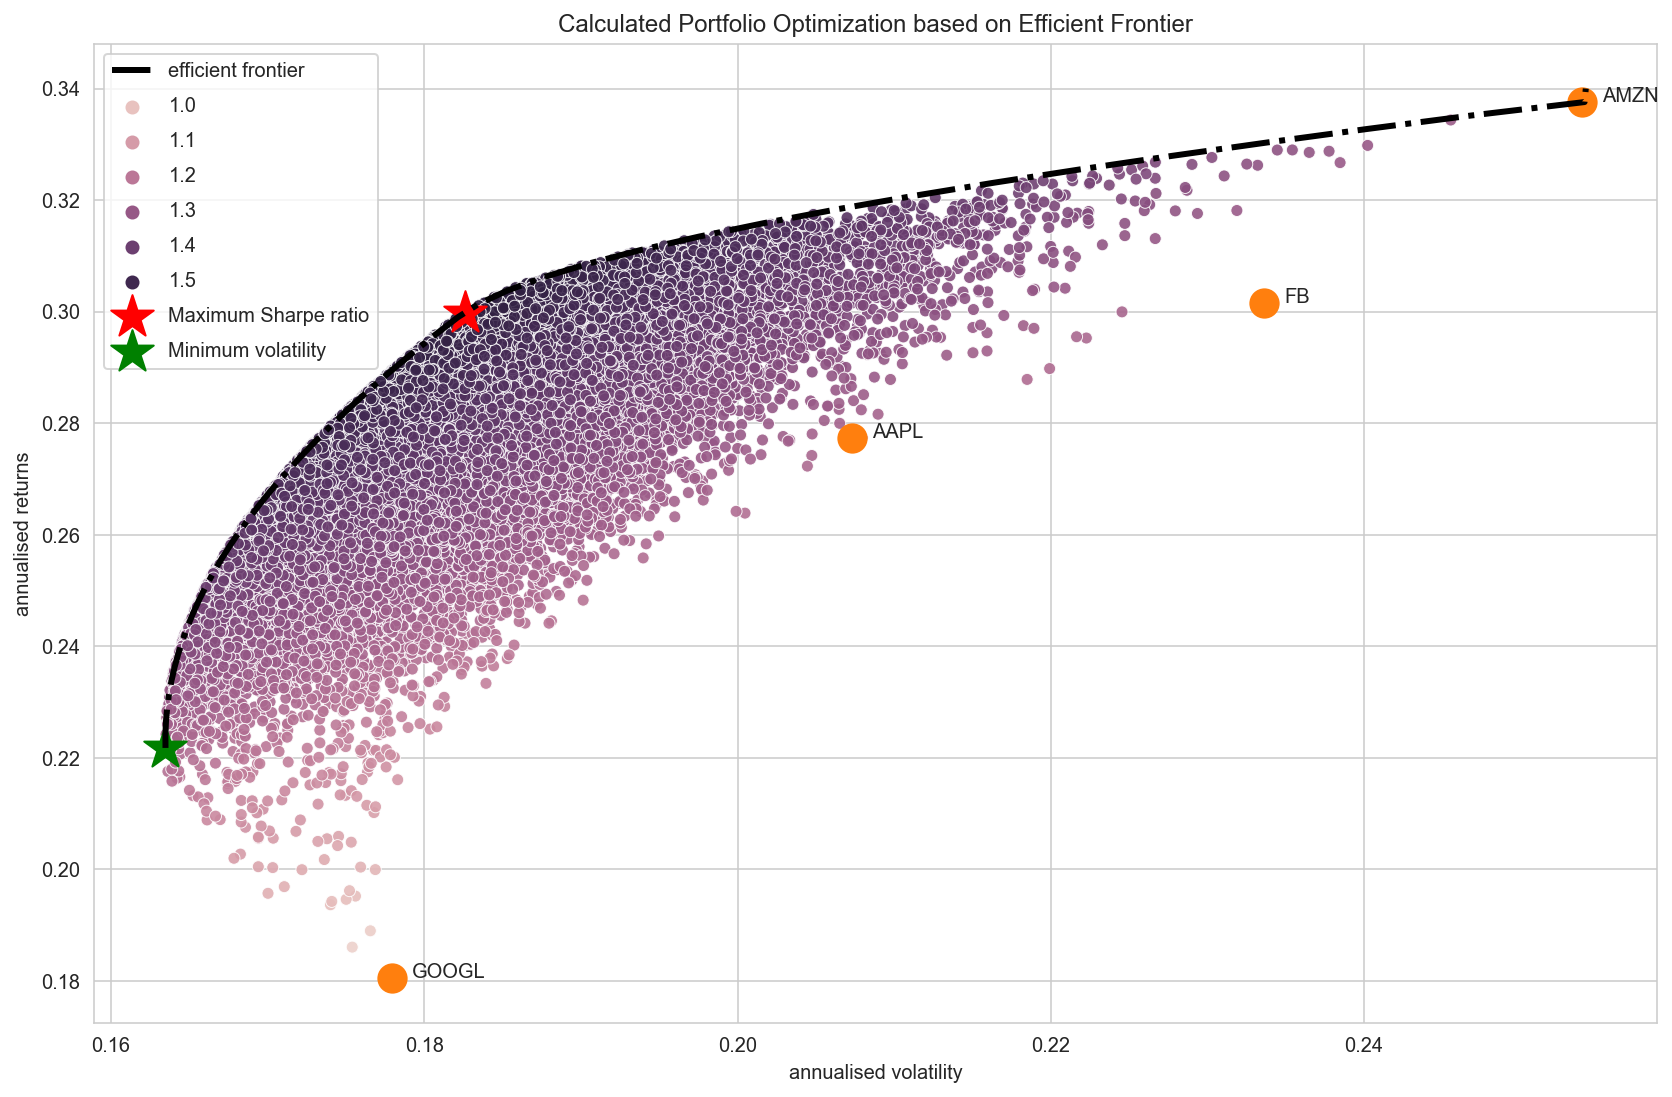 Calculated Portfolio Optimization based on Efficient Frontier
efficient frontier
1.0
1.1
1.2
1.3
1.4
1.5
Maximum Sharpe ratio
Minimum volatility
AMZN
FB
AAPL
GOOGL
annualised returns
0.34
0.32
0.30
0.28
0.26
0.24
0.22
0.20
0.18
0.16
0.18
0.20
0.22
0.24
annualised volatility